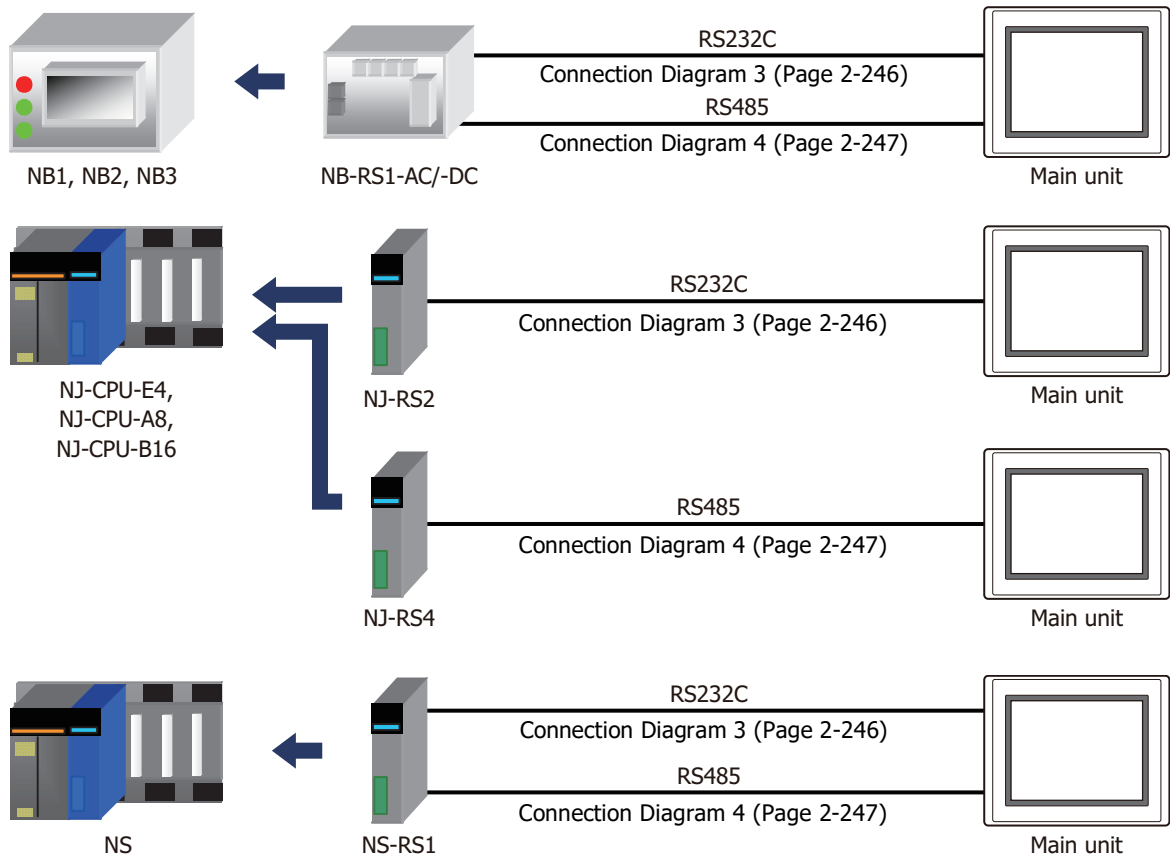 RS232C
Connection Diagram 3 (Page 2-246)
RS485
Connection Diagram 4 (Page 2-247)
NB1, NB2, NB3
NB-RS1-AC/-DC
Main unit
RS232C
Connection Diagram 3 (Page 2-246)
NJ-CPU-E4,
NJ-CPU-A8,
NJ-CPU-B16
NJ-RS2
Main unit
RS485
Connection Diagram 4 (Page 2-247)
NJ-RS4
Main unit
RS232C
Connection Diagram 3 (Page 2-246)
RS485
Connection Diagram 4 (Page 2-247)
NS
NS-RS1
Main unit